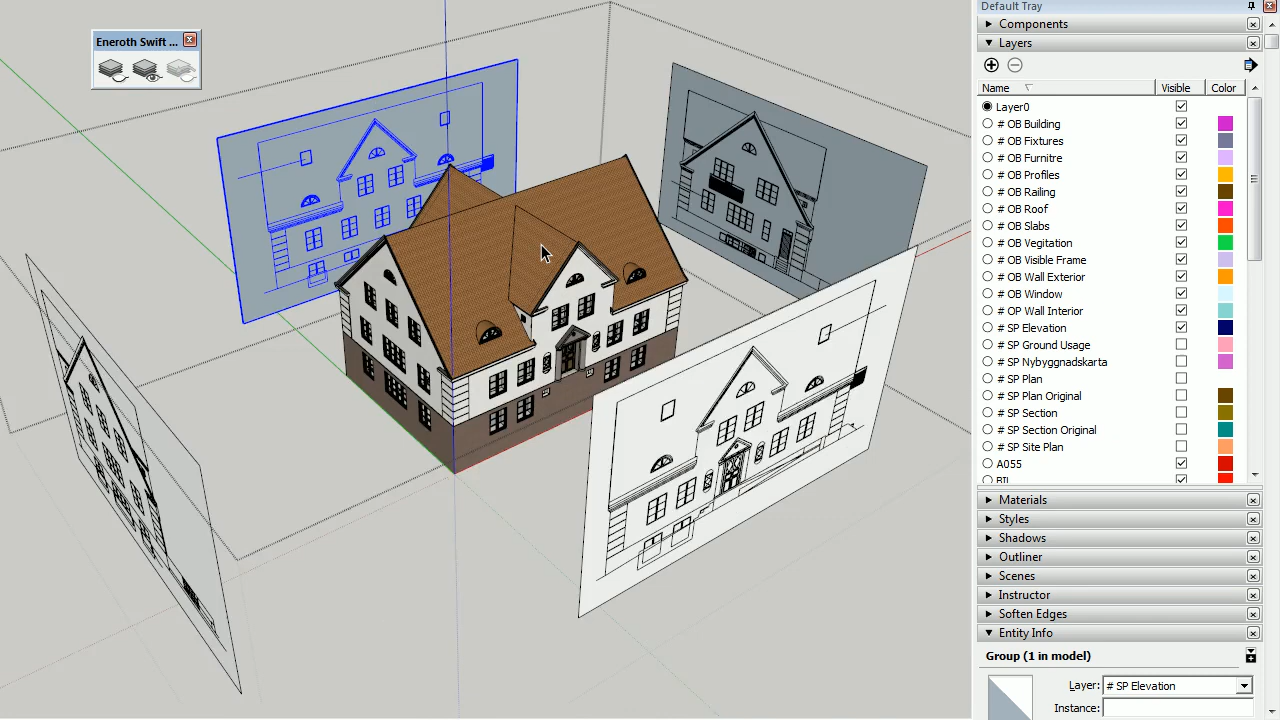 Default Tray
Components
Eneroth Swift ...
Layers
Name Visible Color
Layer0
# OB Building
# OB Fixtures
# OB Furnitre
# OB Profiles
# OB Railing
# OB Roof
# OB Slabs
# OB Vegitation
# OB Visible Frame
# OB Wall Exterior
# OB Window
# OP Wall Interior
# SP Elevation
# SP Ground Usage
# SP Nybyggnadskarta
# SP Plan
# SP Plan Original
# SP Section
# SP Section Original
# SP Site Plan
A055
Materials
Styles
Shadows
Outliner
Scenes
Instructor
Soften Edges
Entity Info
Group (1 in model)
Layer: # SP Elevation
Instance: